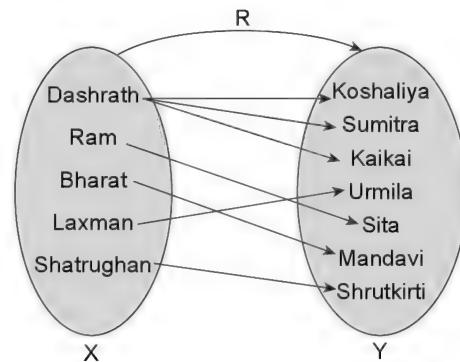 R
Dashrath
Ram
Bharat
Laxman
Shatrughan
X
Koshaliya
Sumitra
Kaikai
Urmila
Sita
Mandavi
Shrutkirti
Y